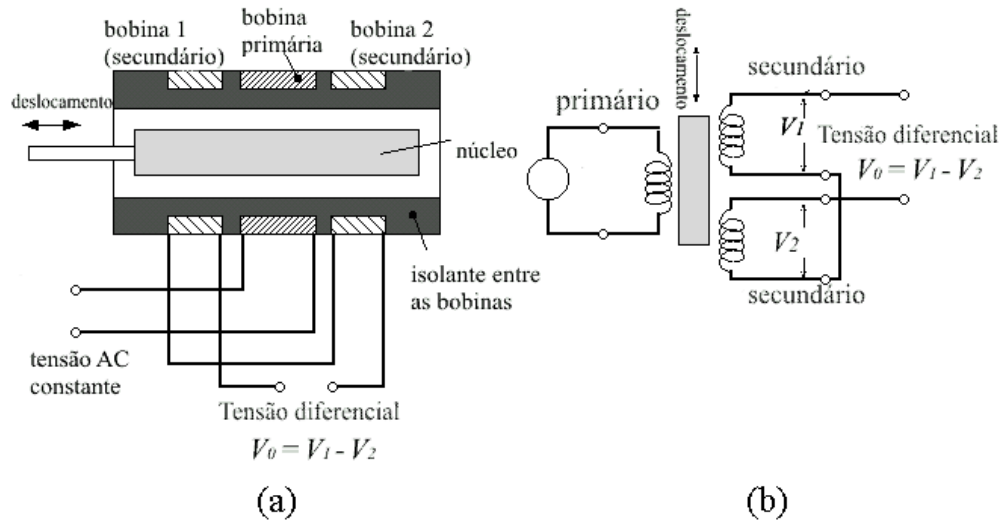 bobina 1
(secundário)
bobina
primária
bobina 2
(secundário)
deslocamento
núcleo
isolante entre
as bobinas
tensão AC
constante
Tensão diferencial
V0 = V1 - V2
(a)
deslocamento
primário
secundário
V1
Tensão diferencial
V0 = V1 - V2
V2
secundário
(b)